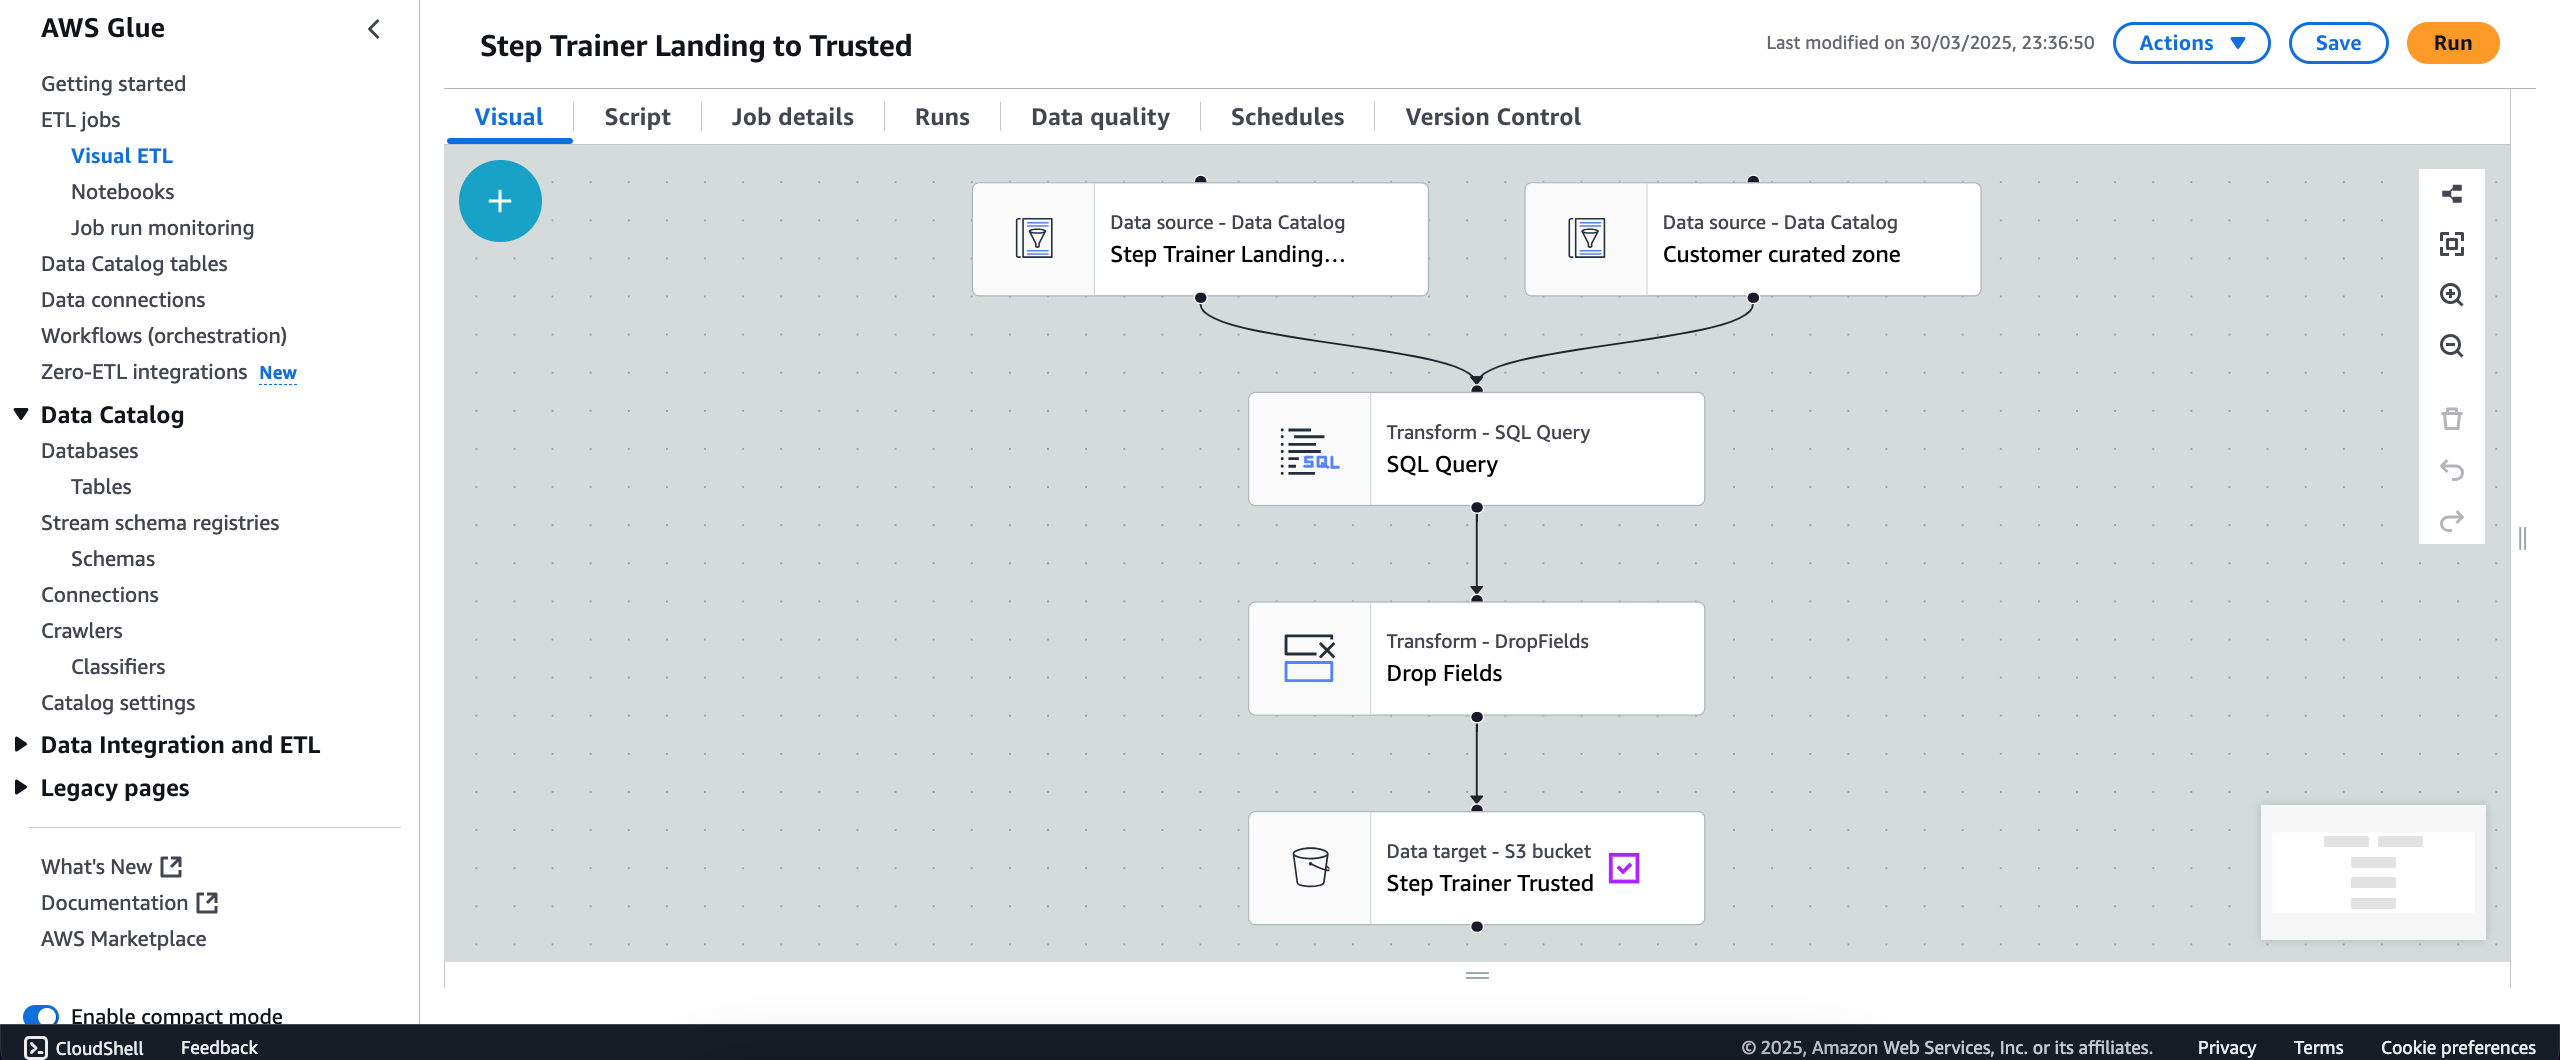 AWS Glue
Getting started
ETL jobs
Visual ETL
Notebooks
Job run monitoring
Data Catalog tables
Data connections
Workflows (orchestration)
Zero-ETL integrations New
Data Catalog
Databases
Tables
Stream schema registries
Schemas
Connections
Crawlers
Classifiers
Catalog settings
Data Integration and ETL
Legacy pages
What's New
Documentation
AWS Marketplace
Enable compact mode
Step Trainer Landing to Trusted
Last modified on 30/03/2025, 23:36:50
Actions
Save
Run
Visual
Script
Job details
Runs
Data quality
Schedules
Version Control
Data source - Data Catalog
Step Trainer Landing...
Data source - Data Catalog
Customer curated zone
SQL
Transform - SQL Query
SQL Query
Transform - DropFields
Drop Fields
Data target - S3 bucket
Step Trainer Trusted
CloudShell
Feedback
© 2025, Amazon Web Services, Inc. or its affiliates.
Privacy
Terms
Cookie preferences